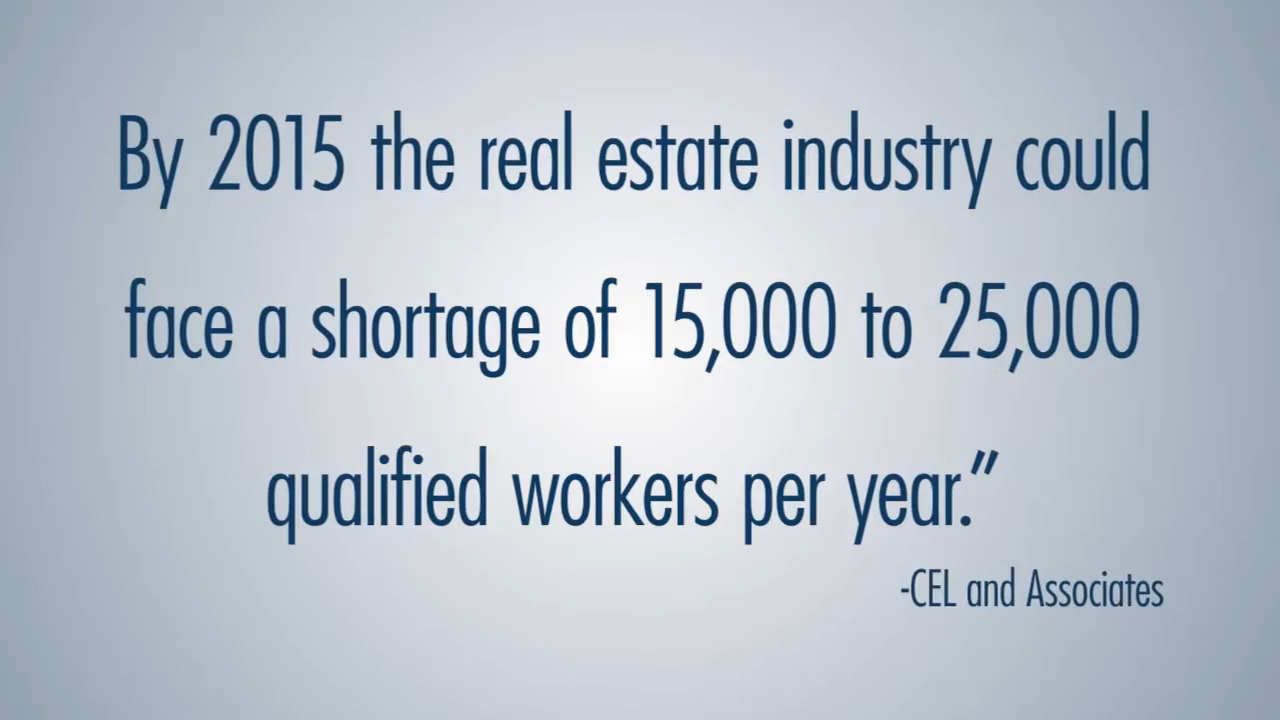 By 2015 the real estate industry could
face a shortage of 15,000 to 25,000
qualified workers per year.”
-CEL and Associates